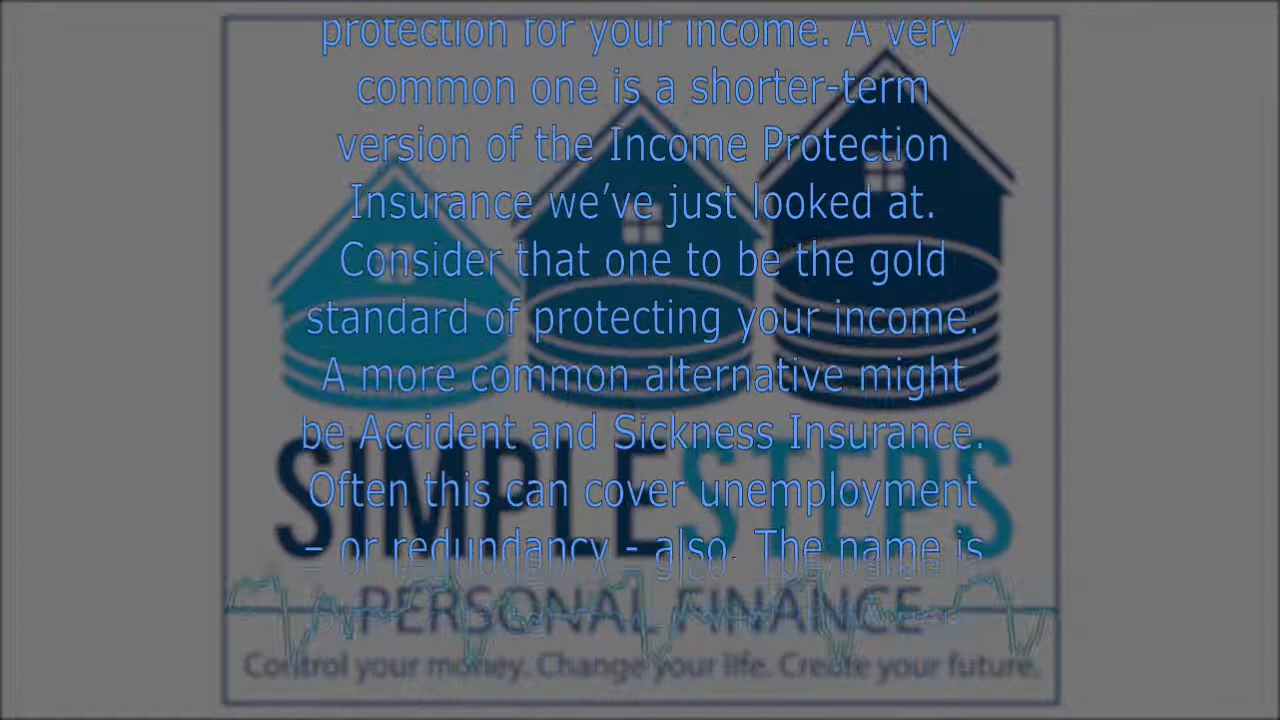 protection for your income. A very
common one is a shorter-term
version of the Income Protection
Insurance we’ve just looked at.
Consider that one to be the gold
standard of protecting your income.
A more common alternative might
be Accident and Sickness Insurance.
Often this can cover unemployment
– or redundancy - also. The name is
SIMPLESTEPS
PERSONAL FINANCE
Control your money. Change your life. Create your future.